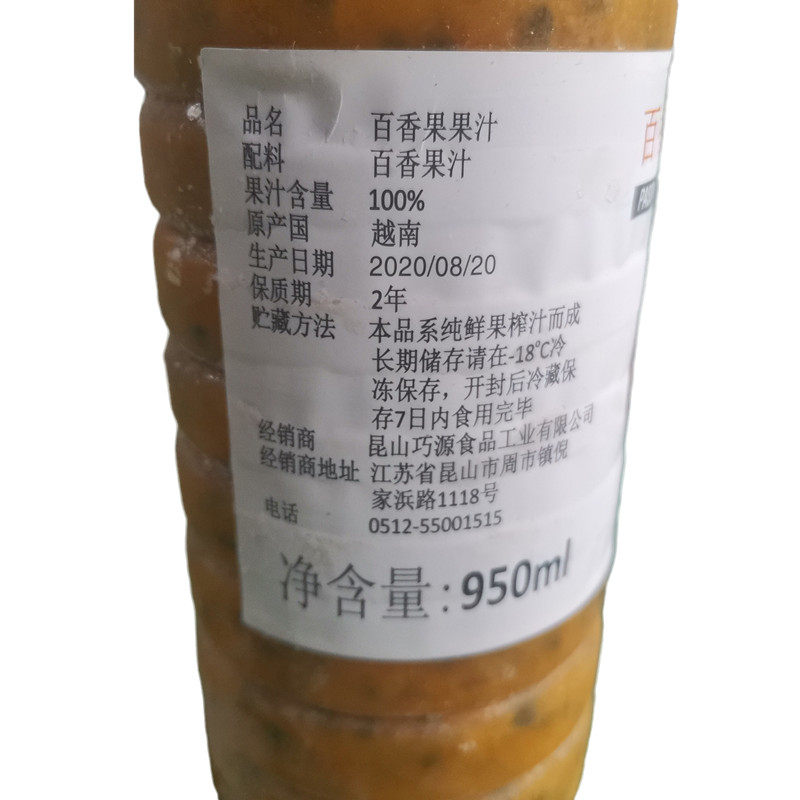 品名 百香果果汁
配料 百香果汁
果汁含量 100%
原产国 越南
生产日期 2020/08/20
保质期 2年
贮藏方法 本品系纯鲜果榨汁而成
长期储存请在-18℃冷
冻保存，开封后冷藏保
存7日内食用完毕
经销商 昆山巧源食品工业有限公司
经销商地址 江苏省昆山市周市镇倪
家浜路1118号
电话 0512-55001515
净含量:950ml
百